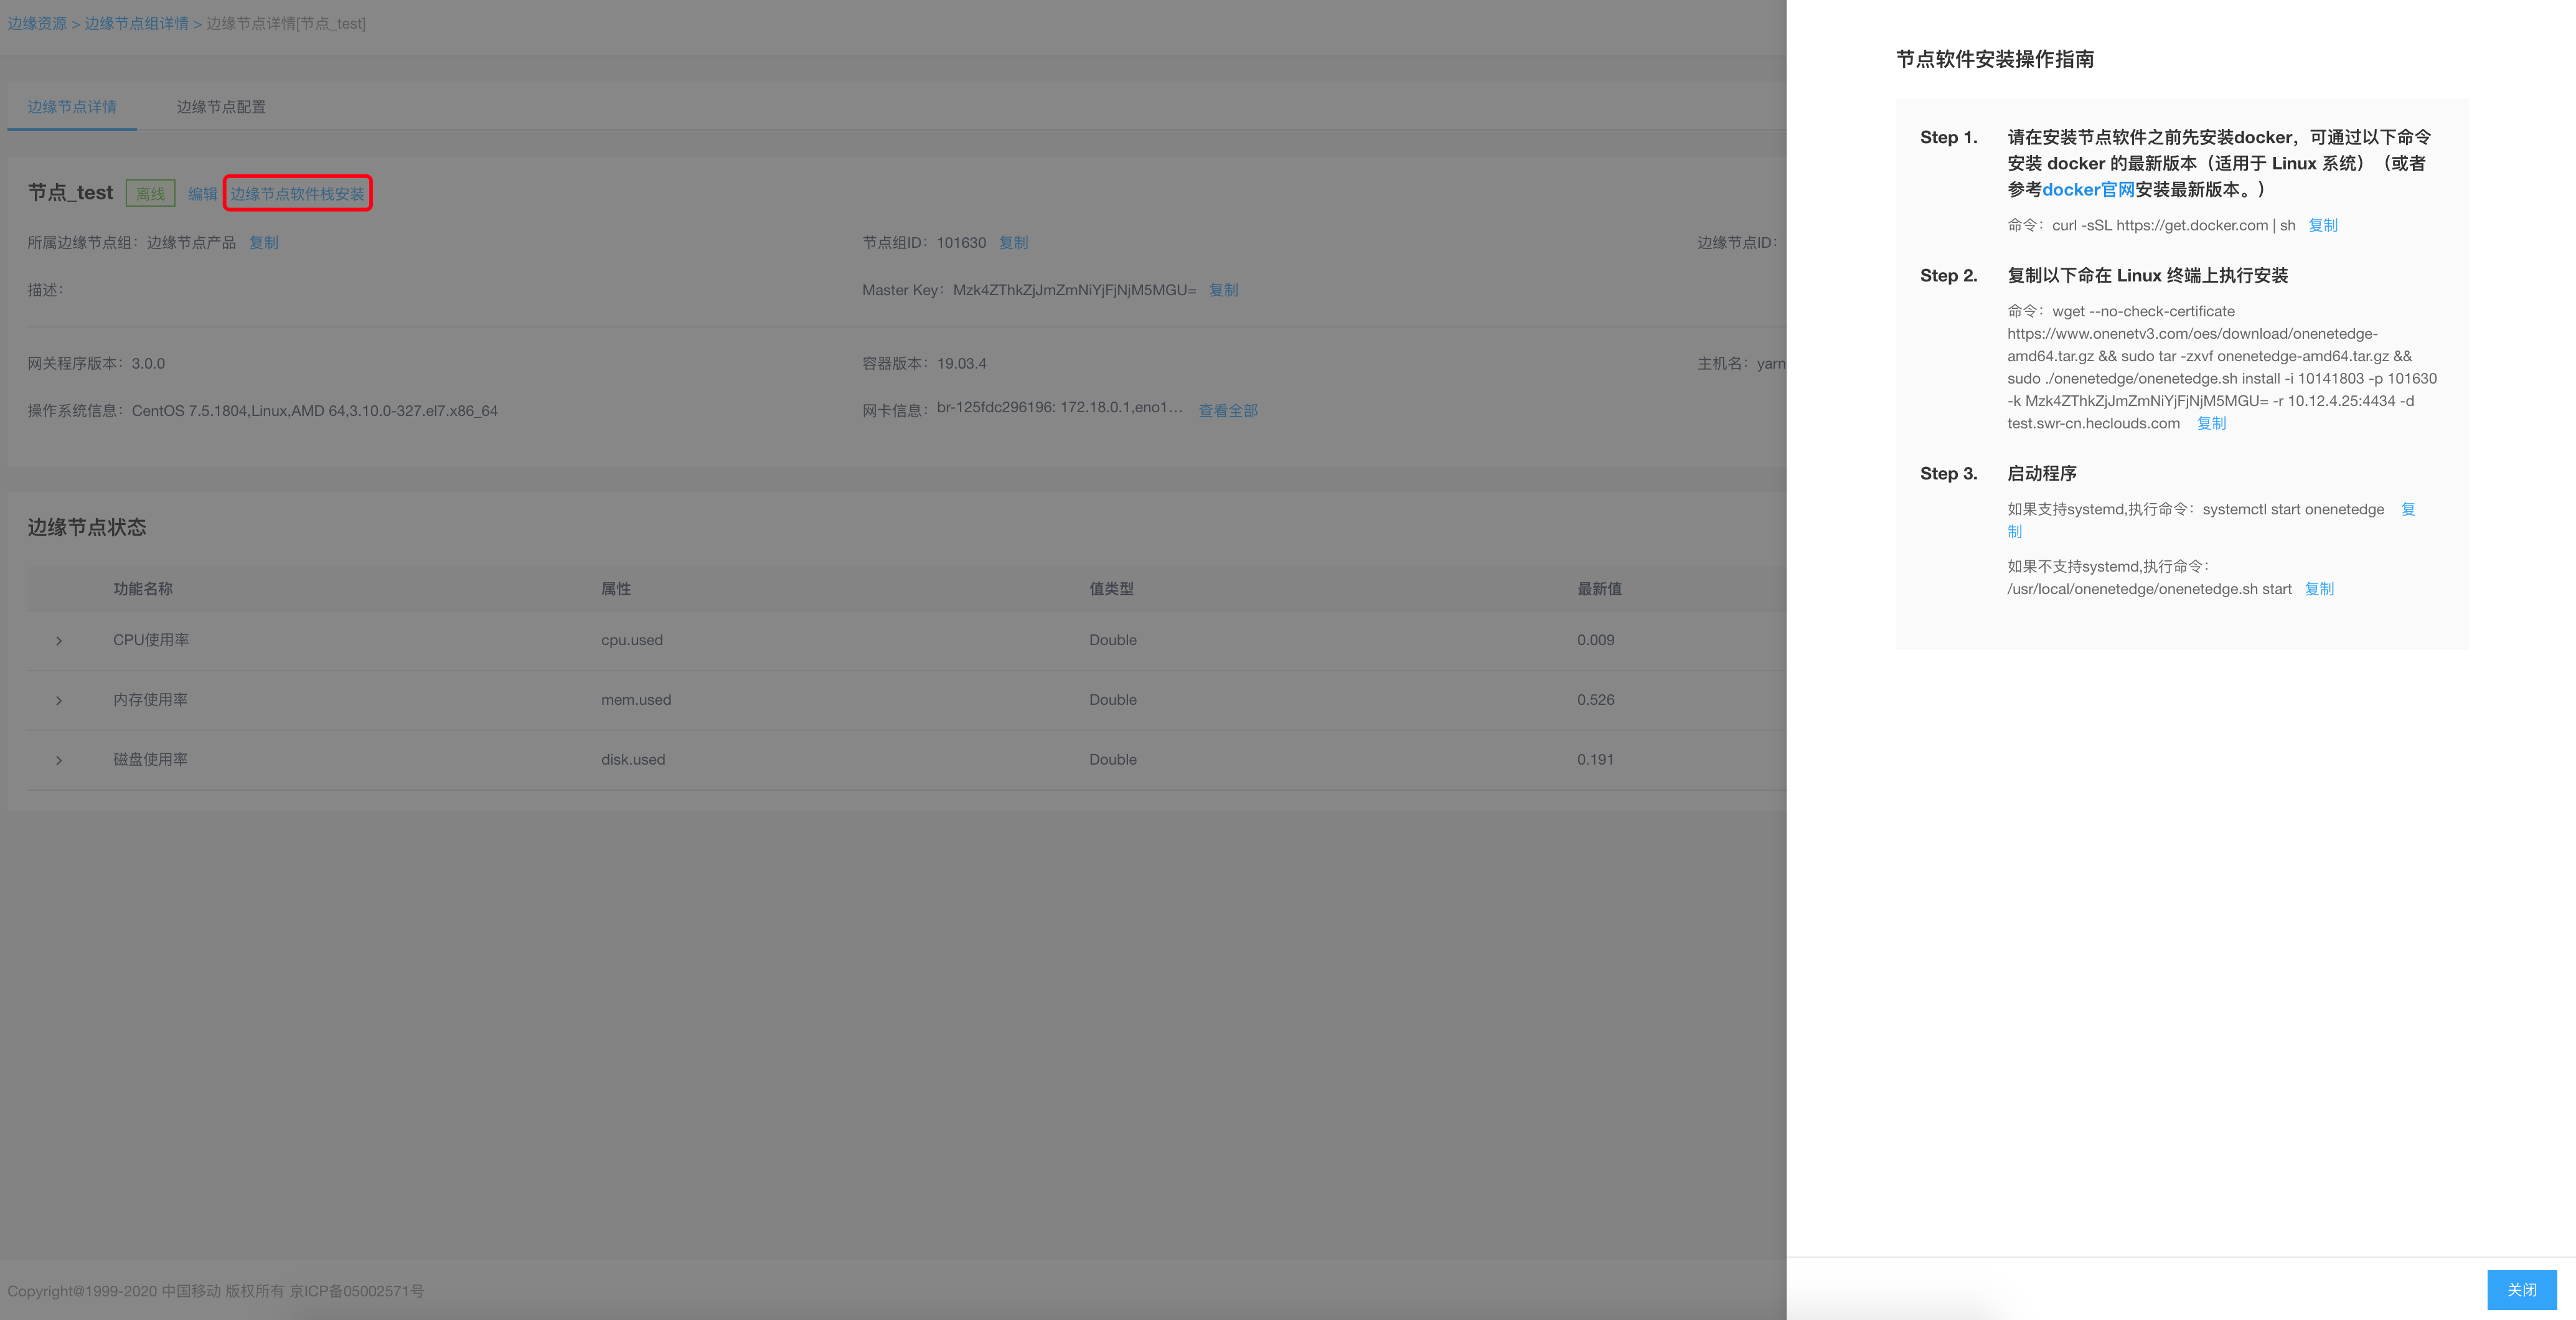 边缘资源 > 边缘节点组详情 > 边缘节点详情[节点_test]
边缘节点详情 边缘节点配置
节点_test 离线 编辑 边缘节点软件栈安装
所属边缘节点组：边缘节点产品 复制 节点组ID：101630 复制 边缘节点ID：
描述： Master Key：Mzk4ZThkZjJmZmNiYjFjNjM5MGU= 复制
网关程序版本：3.0.0 容器版本：19.03.4 主机名：yarn
操作系统信息：CentOS 7.5.1804,Linux,AMD 64,3.10.0-327.el7.x86_64 网卡信息：br-125fdc296196: 172.18.0.1,eno1... 查看全部
边缘节点状态
功能名称 属性 值类型 最新值
CPU使用率 cpu.used Double 0.009
内存使用率 mem.used Double 0.526
磁盘使用率 disk.used Double 0.191
Copyright@1999-2020 中国移动 版权所有 京ICP备05002571号
节点软件安装操作指南
Step 1. 请在安装节点软件之前先安装docker，可通过以下命令
安装 docker 的最新版本（适用于 Linux 系统）（或者
参考docker官网安装最新版本。）
命令：curl -sSL https://get.docker.com | sh 复制
Step 2. 复制以下命在 Linux 终端上执行安装
命令：wget --no-check-certificate
https://www.onenetv3.com/oes/download/onenetedge-
amd64.tar.gz && sudo tar -zxvf onenetedge-amd64.tar.gz &&
sudo ./onenetedge/onenetedge.sh install -i 10141803 -p 101630
-k Mzk4ZThkZjJmZmNiYjFjNjM5MGU= -r 10.12.4.25:4434 -d
test.swr-cn.heclouds.com 复制
Step 3. 启动程序
如果支持systemd,执行命令：systemctl start onenetedge 复
制
如果不支持systemd,执行命令：
/usr/local/onenetedge/onenetedge.sh start 复制
关闭